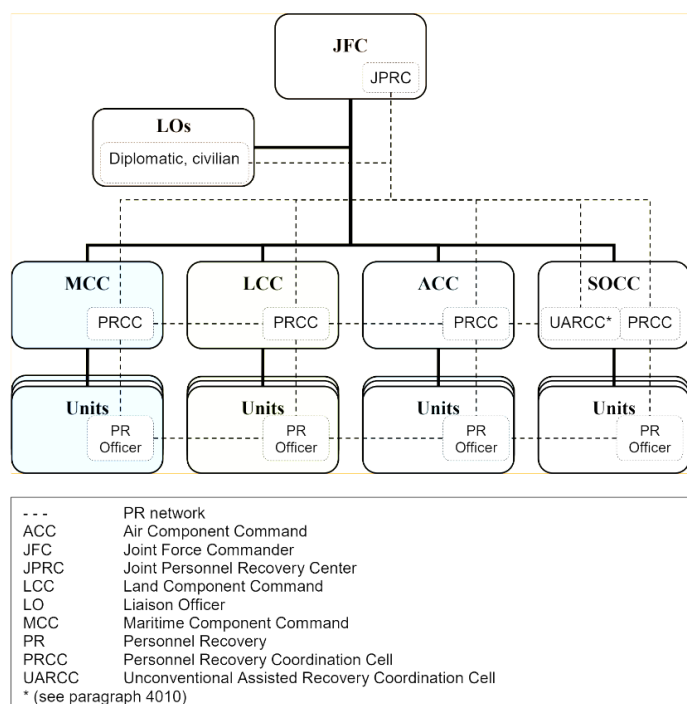 JFC
JPRC
LOs
Diplomatic, civilian
MCC
PRCC
LCC
PRCC
ACC
PRCC
SOCC
UARCC*
PRCC
Units
PR
Officer
Units
PR
Officer
Units
PR
Officer
Units
PR
Officer
- - - PR network
ACC Air Component Command
JFC Joint Force Commander
JPRC Joint Personnel Recovery Center
LCC Land Component Command
LO Liaison Officer
MCC Maritime Component Command
PR Personnel Recovery
PRCC Personnel Recovery Coordination Cell
UARCC Unconventional Assisted Recovery Coordination Cell
* (see paragraph 4010)